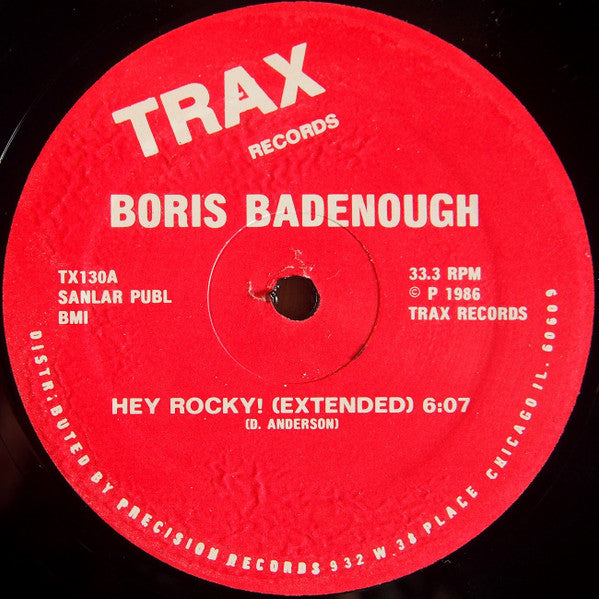 TRAX
RECORDS
BORIS BADENOUGH
TX130A
SANLAR PUBL
BMI
33.3 RPM
© P 1986
TRAX RECORDS
HEY ROCKY! (EXTENDED) 6:07
(D. ANDERSON)
DISTRIBUTED BY PRECISION RECORDS 932 W. 38 PLACE CHICAGO IL. 60609